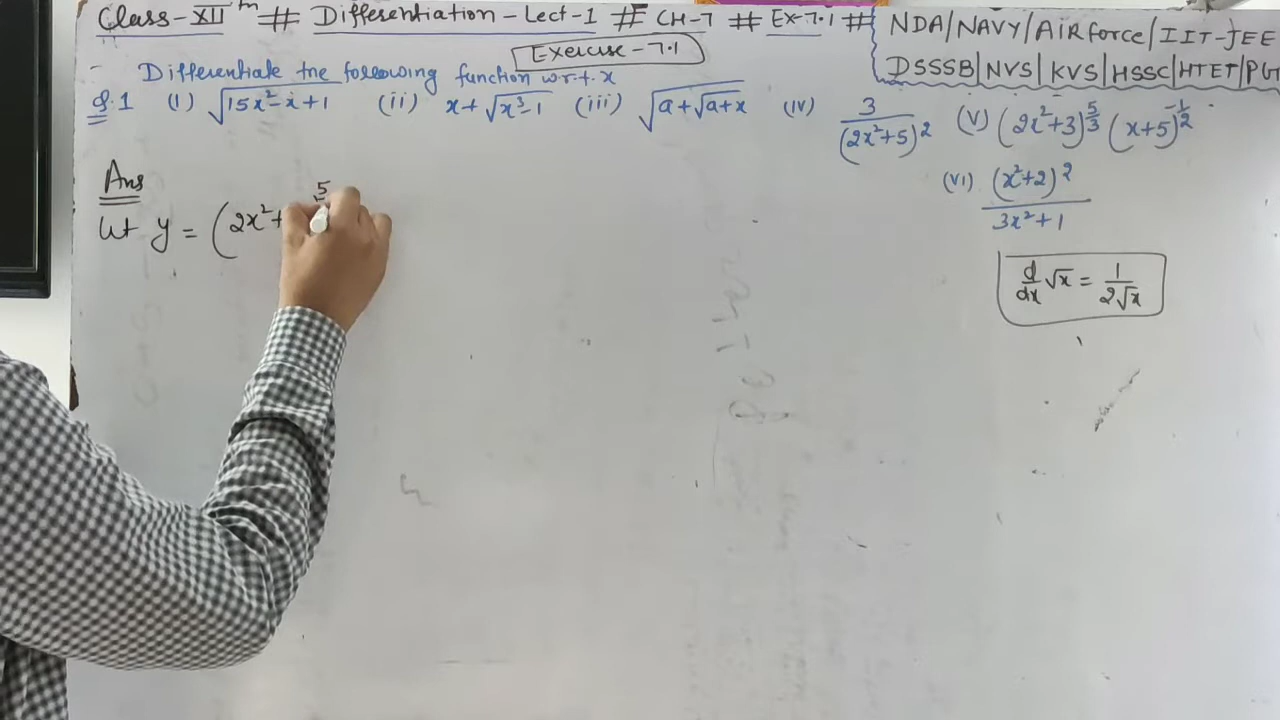 Class-XII th # Differentiation-Lect-1 # CH-7 # Ex-7.1 #
NDA/NAVY/AiRforce/IIT-JEE
DSSSB|NVS|KVS|HSSC|HTET|PGT
Exercise-7.1
Differentiate the following function w.r.t. x
Q.1 (i) √(15x²-x+1) (ii) x+√(x³-1) (iii) √(a+√(a+x)) (iv) 3/(2x²+5)² (v) (2x²+3)^(5/3) (x+5)^(-1/2)
(vi) (x²+2)²/(3x²+1)
Ans
Let y = (2x²+ 5
d/dx √x = 1/(2√x)